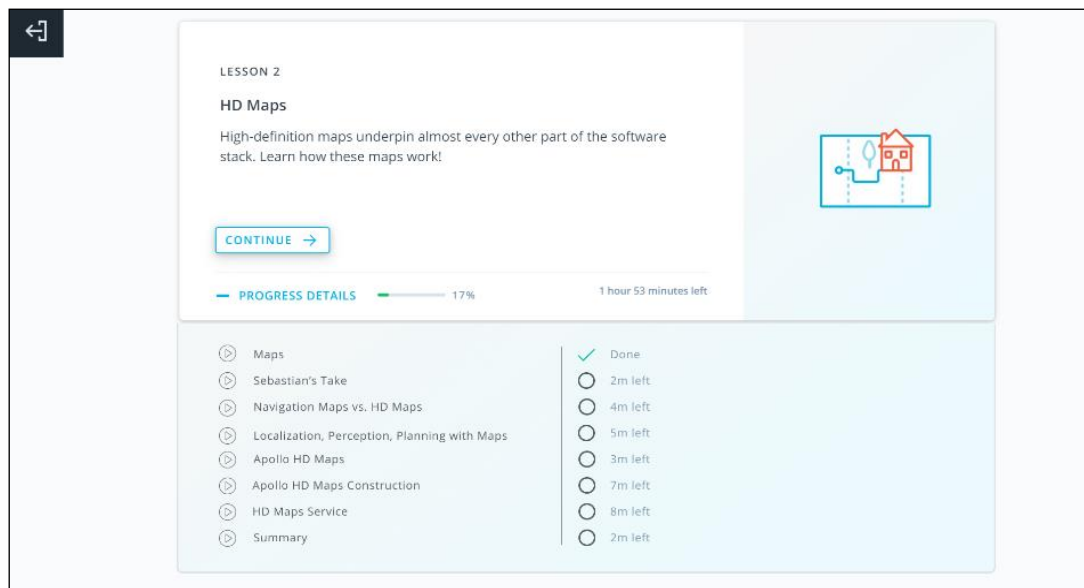 LESSON 2
HD Maps
High-definition maps underpin almost every other part of the software
stack. Learn how these maps work!
CONTINUE
PROGRESS DETAILS 17% 1 hour 53 minutes left
Maps Done
Sebastian's Take 2m left
Navigation Maps vs. HD Maps 4m left
Localization, Perception, Planning with Maps 5m left
Apollo HD Maps 3m left
Apollo HD Maps Construction 7m left
HD Maps Service 8m left
Summary 2m left